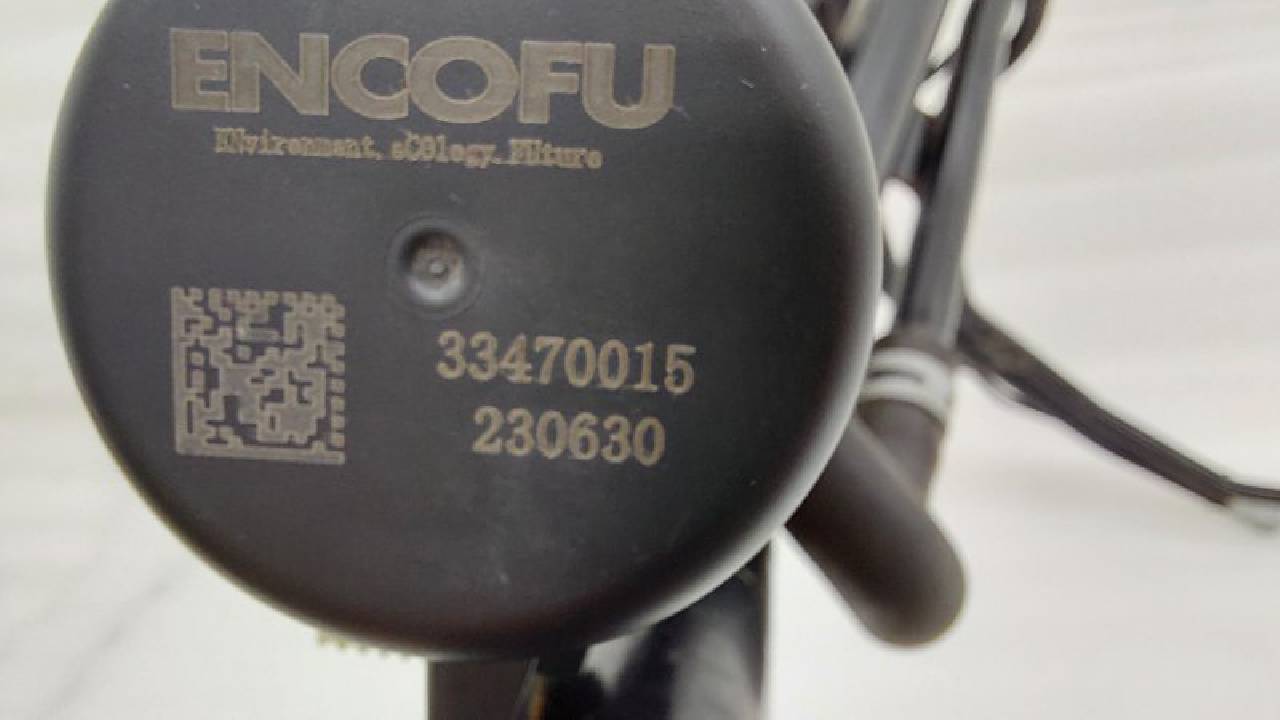 ENCOFU
ENvironment. eCOlogy. FUture
33470015
230630